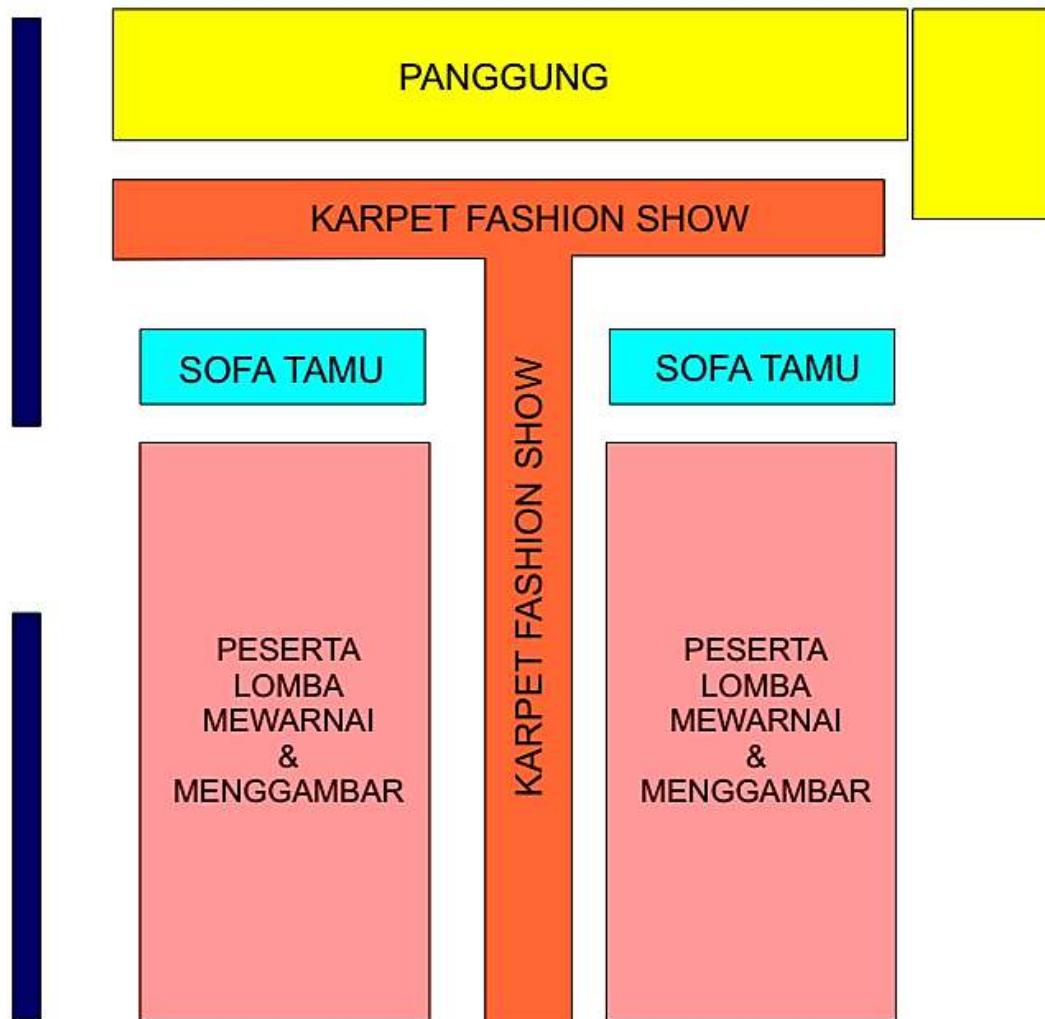 PANGGUNG
KARPET FASHION SHOW
SOFA TAMU
SOFA TAMU
KARPET FASHION SHOW
PESERTA
LOMBA
MEWARNAI
&
MENGGAMBAR
PESERTA
LOMBA
MEWARNAI
&
MENGGAMBAR